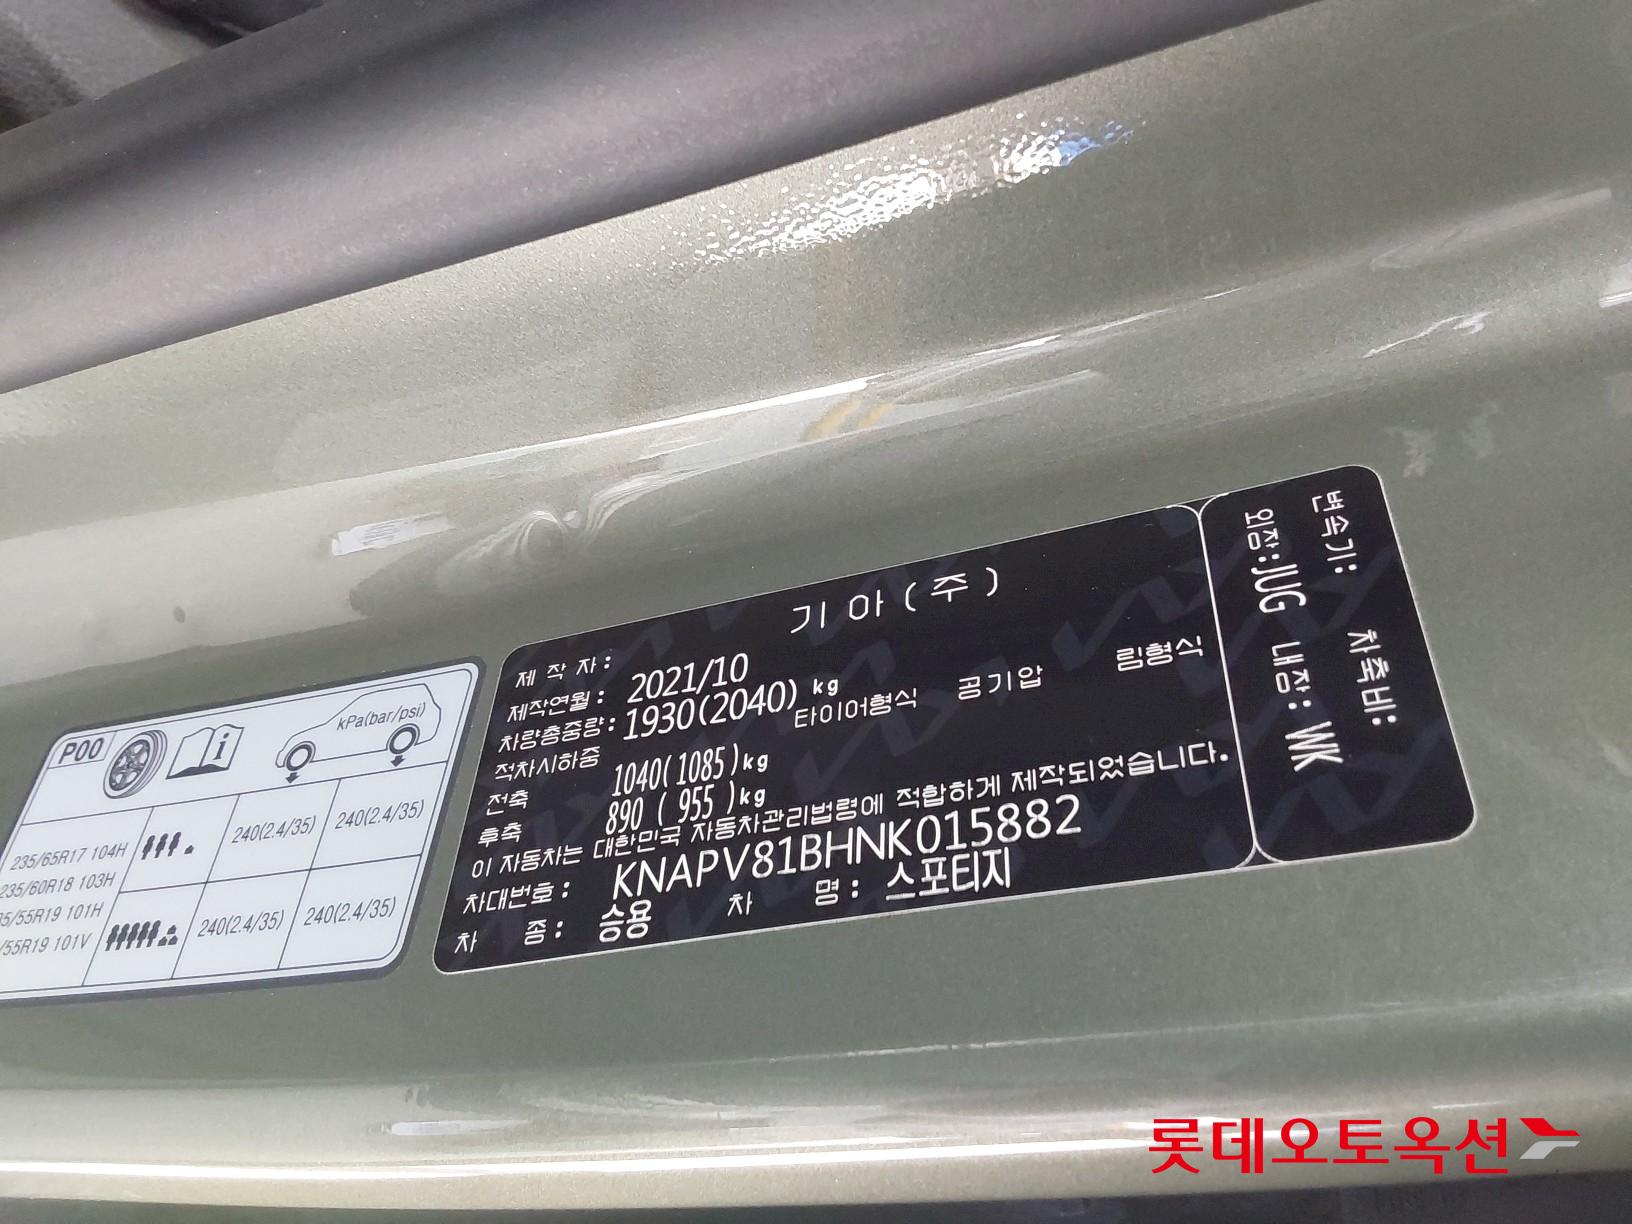 P00
kPa(bar/psi)
235/65R17 104H
235/60R18 103H
5/55R19 101H
/55R19 101V
240(2.4/35) 240(2.4/35)
240(2.4/35) 240(2.4/35)
제 작 자: 기 아 ( 주 )
제작연월: 2021/10
차량총중량: 1930(2040) kg
적차시하중 타이어형식 공기압 림형식
전축 1040(1085)kg
후축 890 ( 955 )kg
이 자동차는 대한민국 자동차관리법령에 적합하게 제작되었습니다.
차대번호: KNAPV81BHNK015882
차 종: 승용 차 명: 스포티지
변속기: 차축비:
외장:JUG 내장: WK
롯데오토옥션